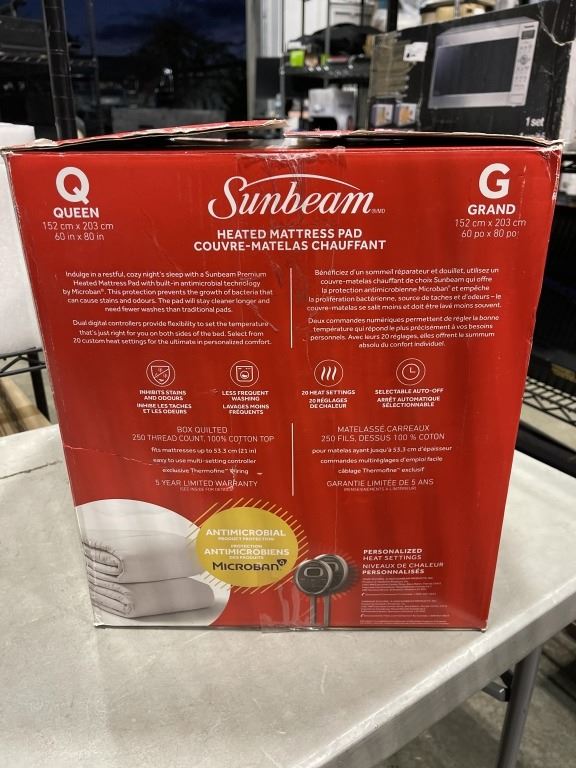 Q
QUEEN
152 cm x 203 cm
60 in x 80 in
Sunbeam
HEATED MATTRESS PAD
COUVRE-MATELAS CHAUFFANT
G
GRAND
152 cm x 203 cm
60 po x 80 po
Indulge in a restful, cozy night's sleep with a Sunbeam Premium
Heated Mattress Pad with built-in antimicrobial technology
by Microban®. This protection prevents the growth of bacteria that
can cause stains and odours. The pad will stay cleaner longer and
need fewer washes than traditional pads.
Dual digital controllers provide flexibility to set the temperature
that's just right for you on both sides of the bed. Select from
20 custom heat settings for the ultimate in personalized comfort.
Bénéficiez d'un sommeil réparateur et douillet, utilisez un
couvre-matelas chauffant de choix Sunbeam qui offre
la protection antimicrobienne Microban® et empêche
la prolifération bactérienne, source de taches et d'odeurs – le
couvre-matelas se salit moins et doit être lavé moins souvent.
Deux commandes numériques permettent de régler la bonne
température qui répond le plus précisément à vos besoins
personnels. Avec leurs 20 réglages, elles offrent le summum
absolu du confort individuel.
INHIBITS STAINS
AND ODOURS
INHIBE LES TACHES
ET LES ODEURS
LESS FREQUENT
WASHING
LAVAGES MOINS
FRÉQUENTS
20 HEAT SETTINGS
20 RÉGLAGES
DE CHALEUR
SELECTABLE AUTO-OFF
ARRÊT AUTOMATIQUE
SÉLECTIONNABLE
BOX QUILTED
250 THREAD COUNT, 100% COTTON TOP
fits mattresses up to 53.3 cm (21 in)
easy to use multi-setting controller
exclusive Thermofine™ wiring
5 YEAR LIMITED WARRANTY
(SEE INSIDE FOR DETAILS)
MATELASSÉ CARREAUX
250 FILS, DESSUS 100 % COTON
pour matelas ayant jusqu'à 53,3 cm d'épaisseur
commandes multiréglages d'emploi facile
câblage Thermofine™ exclusif
GARANTIE LIMITÉE DE 5 ANS
(RENSEIGNEMENTS À L'INTÉRIEUR)
ANTIMICROBIAL
PRODUCT PROTECTION
PROTECTION
ANTIMICROBIENS
DES PRODUITS
MICROBAN
PERSONALIZED
HEAT SETTINGS
NIVEAUX DE CHALEUR
PERSONNALISÉS
Panasonic
1 set